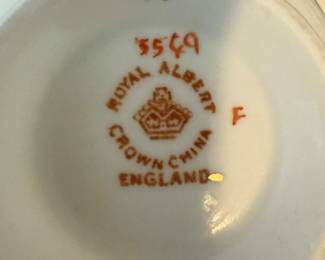 5549
ROYAL ALBERT
CROWN CHINA
ENGLAND
F